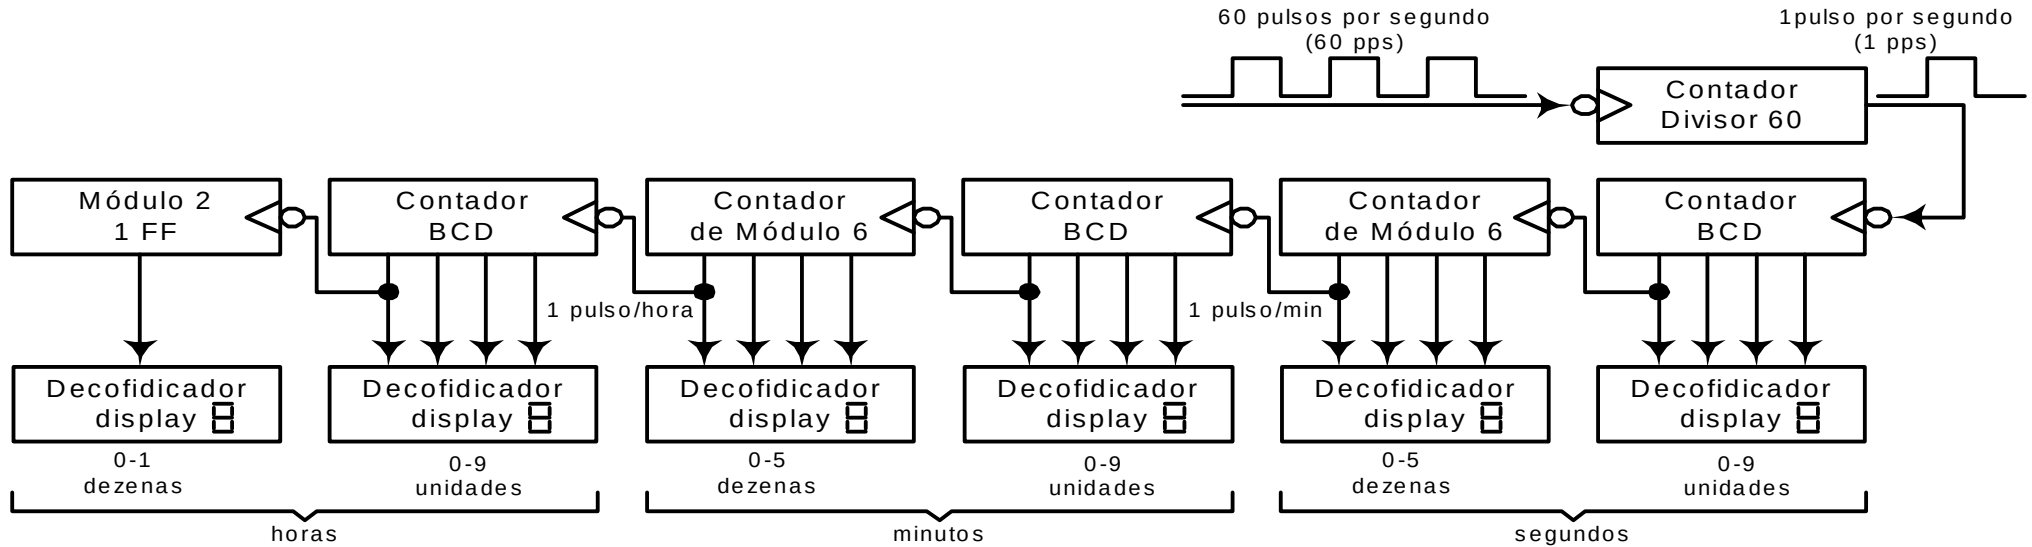 60 pulsos por segundo
(60 pps)
1pulso por segundo
(1 pps)
Contador
Divisor 60
Módulo 2
1 FF
Contador
BCD
Contador
de Módulo 6
Contador
BCD
Contador
de Módulo 6
Contador
BCD
1 pulso/hora
1 pulso/min
Decofidicador
display
Decofidicador
display
Decofidicador
display
Decofidicador
display
Decofidicador
display
Decofidicador
display
0-1
dezenas
0-9
unidades
0-5
dezenas
0-9
unidades
0-5
dezenas
0-9
unidades
horas
minutos
segundos